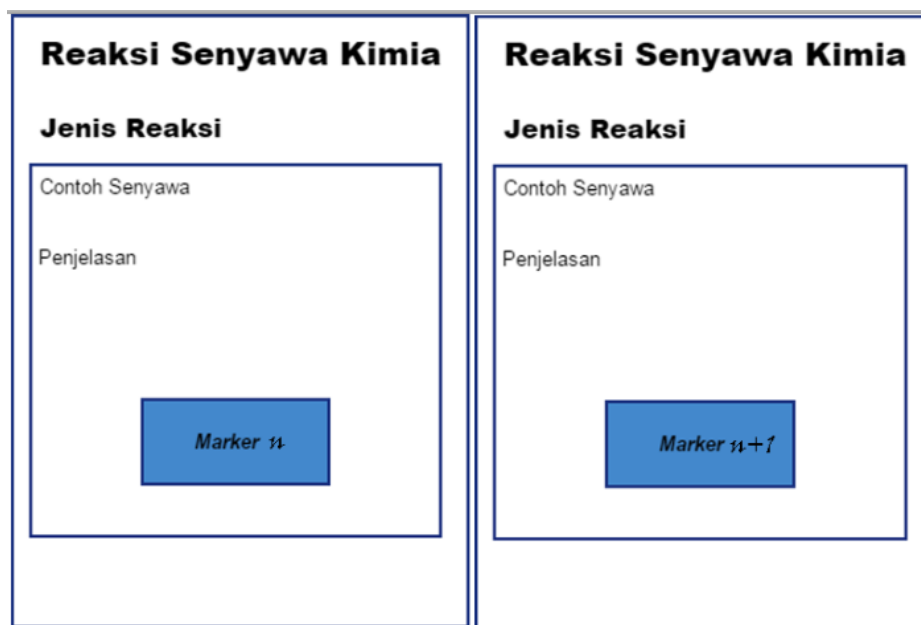 Reaksi Senyawa Kimia
Jenis Reaksi
Contoh Senyawa
Penjelasan
Marker n
Reaksi Senyawa Kimia
Jenis Reaksi
Contoh Senyawa
Penjelasan
Marker n+1